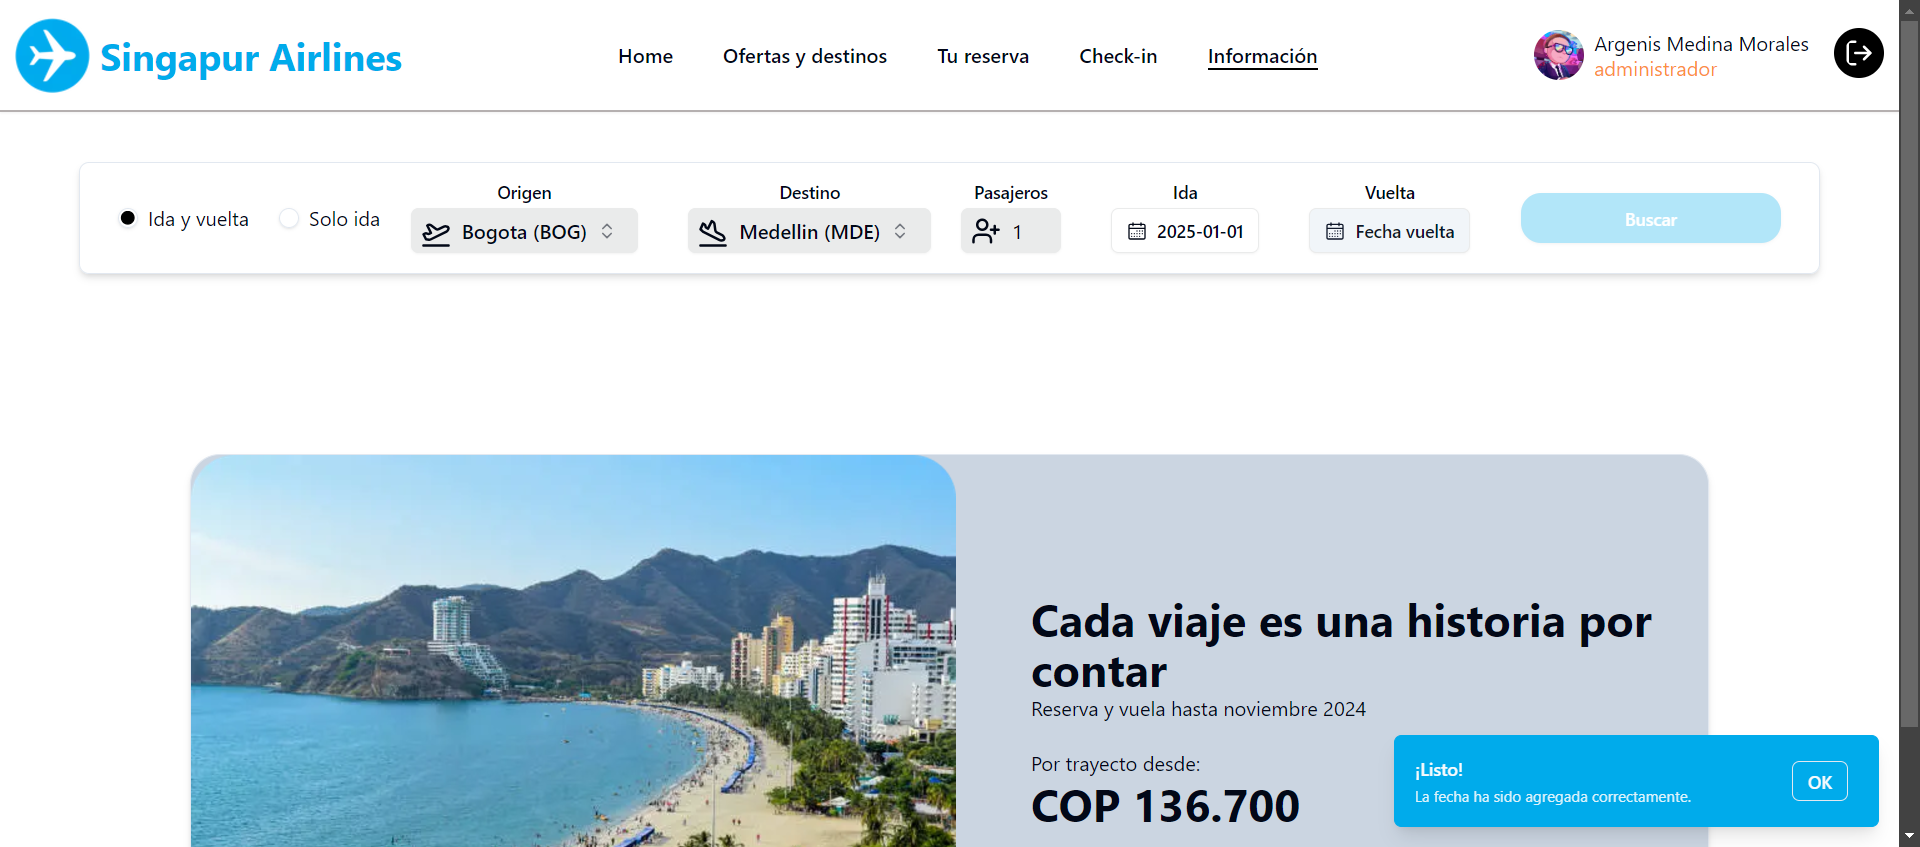 Singapur Airlines
Home
Ofertas y destinos
Tu reserva
Check-in
Información
Argenis Medina Morales
administrador
Ida y vuelta
Solo ida
Origen
Bogota (BOG)
Destino
Medellin (MDE)
Pasajeros
1
Ida
2025-01-01
Vuelta
Fecha vuelta
Buscar
Cada viaje es una historia por
contar
Reserva y vuela hasta noviembre 2024
Por trayecto desde:
COP 136.700
¡Listo!
La fecha ha sido agregada correctamente.
OK